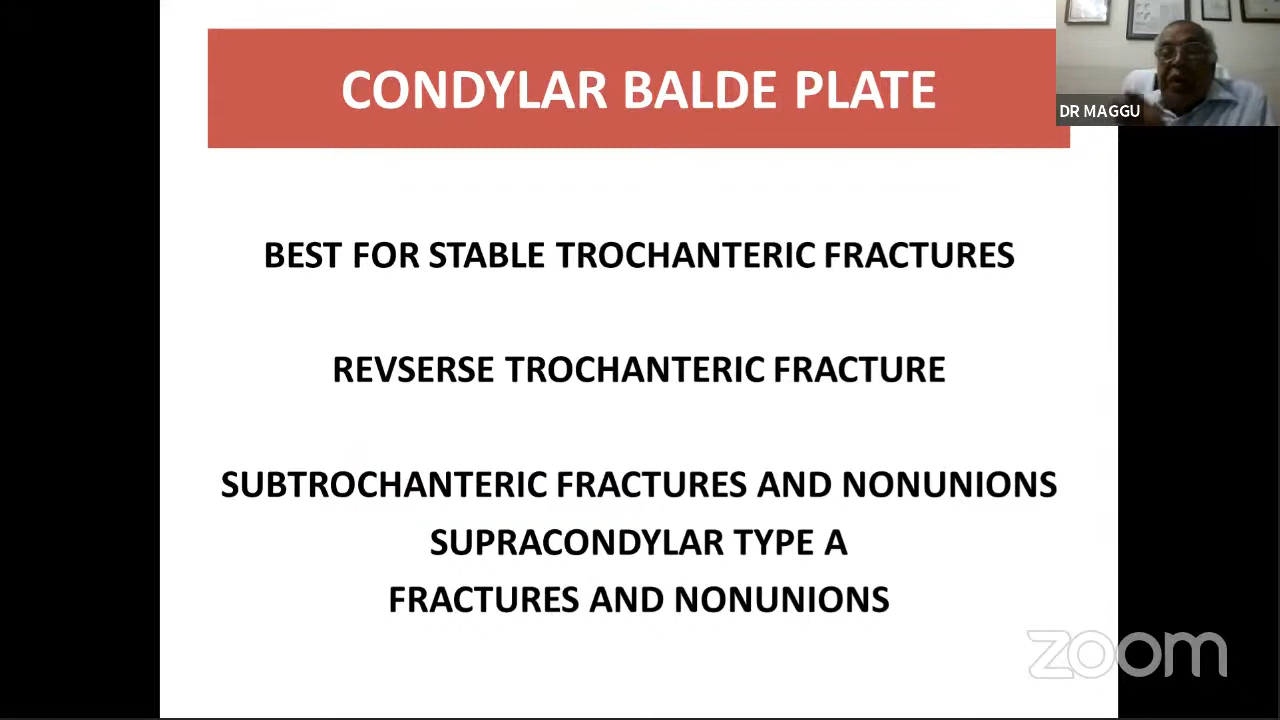 CONDYLAR BALDE PLATE
DR MAGGU
BEST FOR STABLE TROCHANTERIC FRACTURES
REVSERSE TROCHANTERIC FRACTURE
SUBTROCHANTERIC FRACTURES AND NONUNIONS
SUPRACONDYLAR TYPE A
FRACTURES AND NONUNIONS
zoom